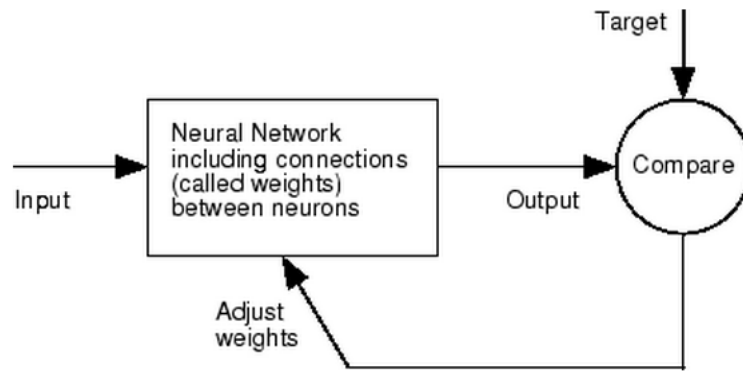 Target
Neural Network
including connections
(called weights)
between neurons
Compare
Input
Output
Adjust
weights